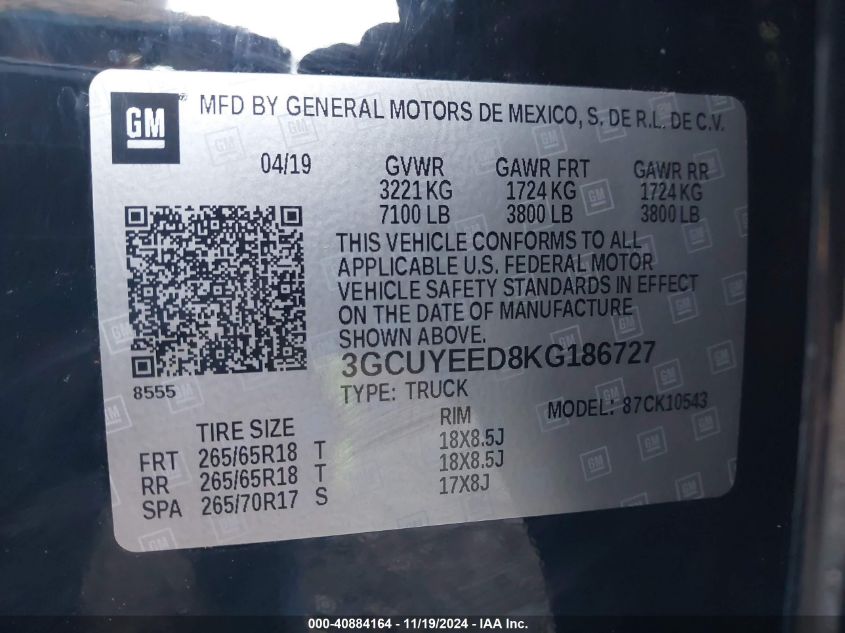 GM ® MFD BY GENERAL MOTORS DE MEXICO, S. DE R.L. DE C.V.
04/19 GVWR GAWR FRT GAWR RR
3221 KG 1724 KG 1724 KG
7100 LB 3800 LB 3800 LB
THIS VEHICLE CONFORMS TO ALL
APPLICABLE U.S. FEDERAL MOTOR
VEHICLE SAFETY STANDARDS IN EFFECT
ON THE DATE OF MANUFACTURE
SHOWN ABOVE.
3GCUYEED8KG186727
8555 TYPE: TRUCK MODEL: 87CK10543
TIRE SIZE RIM
FRT 265/65R18 T 18X8.5J
RR 265/65R18 T 18X8.5J
SPA 265/70R17 S 17X8J
000-40884164 - 11/19/2024 - IAA Inc.